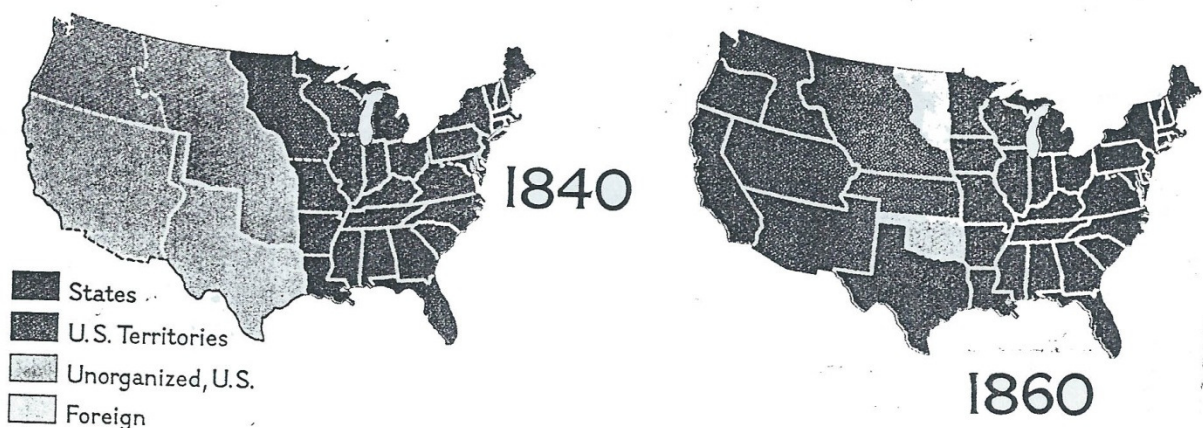 1840
States
U.S. Territories
Unorganized, U.S.
Foreign
1860